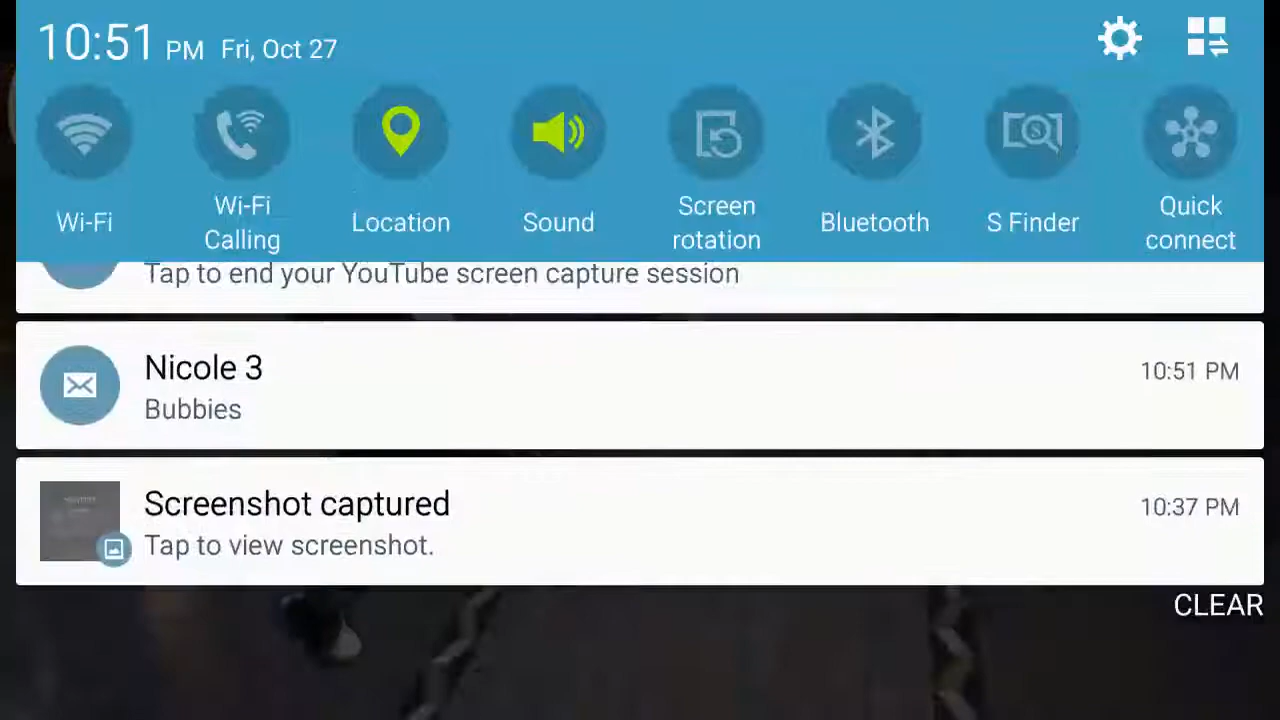 10:51 PM Fri, Oct 27
Wi-Fi
Wi-Fi Calling
Location
Sound
Screen rotation
Bluetooth
S Finder
Quick connect
Tap to end your YouTube screen capture session
Nicole 3 10:51 PM
Bubbies
Screenshot captured 10:37 PM
Tap to view screenshot.
CLEAR